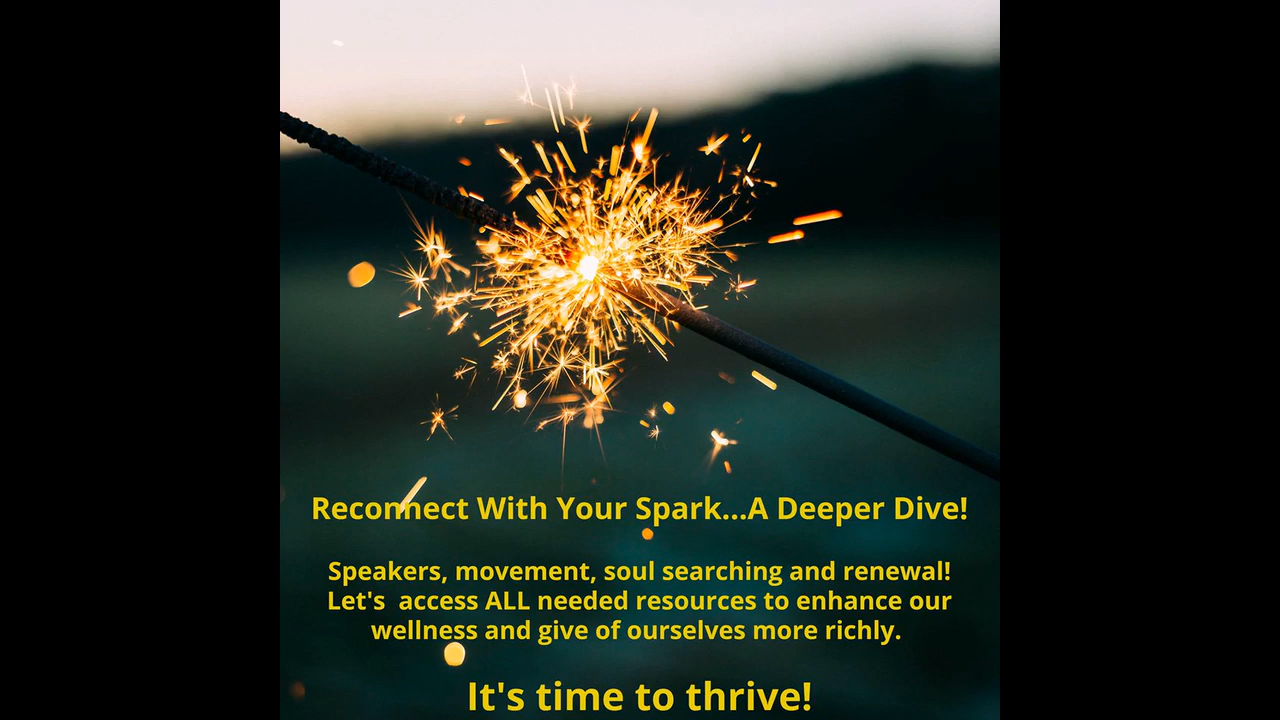 Reconnect With Your Spark...A Deeper Dive!
Speakers, movement, soul searching and renewal!
Let's  access ALL needed resources to enhance our
wellness and give of ourselves more richly.
It's time to thrive!